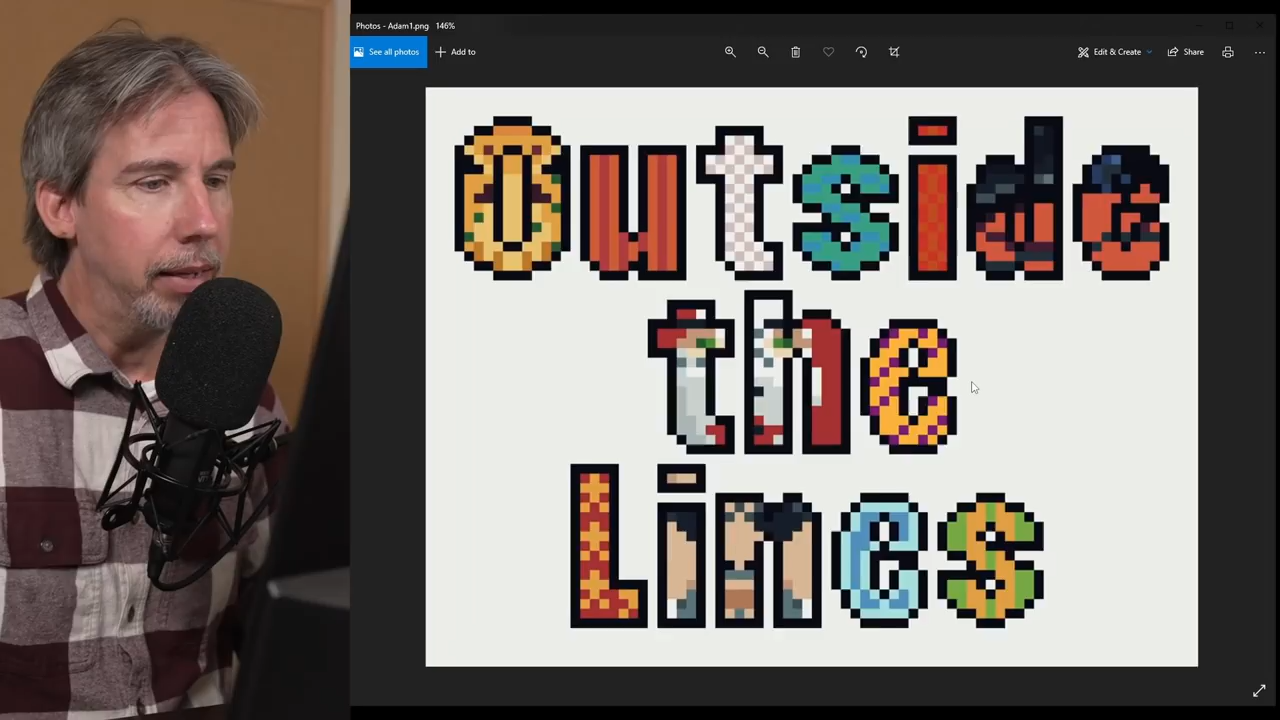 Photos - Adam1.png 146%
See all photos
Add to
Edit & Create
Share
Outside
the
Lines